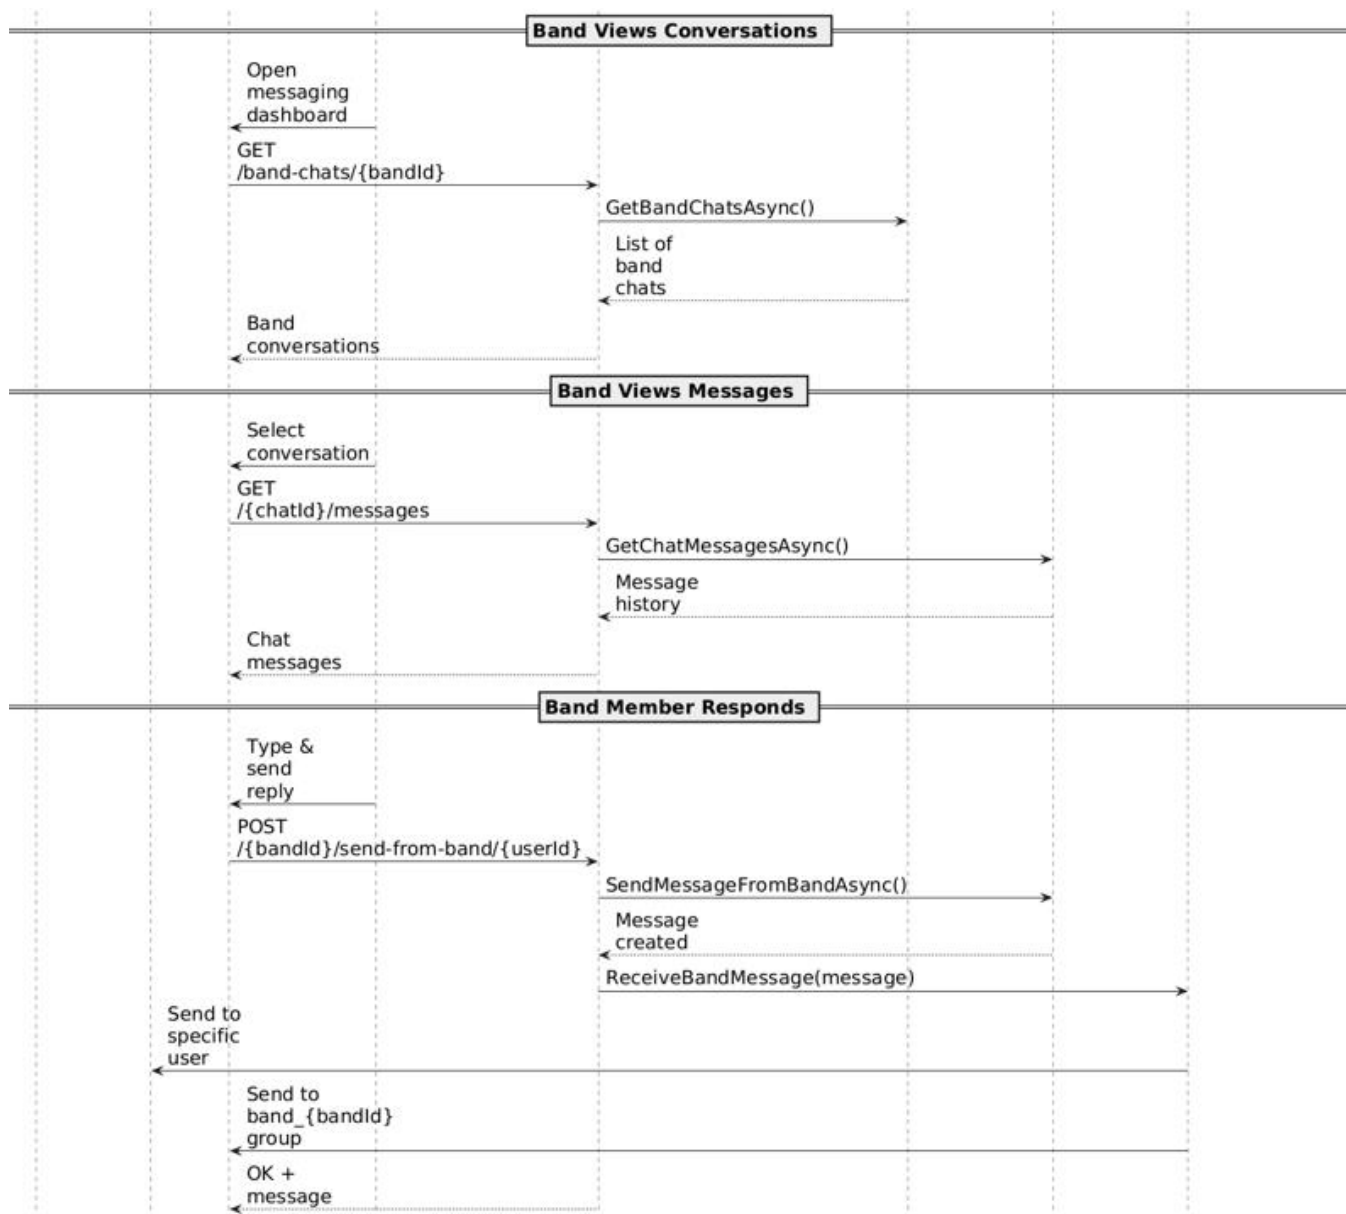 Band Views Conversations
Open
messaging
dashboard
GET
/band-chats/{bandId}
GetBandChatsAsync()
List of
band
chats
Band
conversations
Band Views Messages
Select
conversation
GET
/{chatId}/messages
GetChatMessagesAsync()
Message
history
Chat
messages
Band Member Responds
Type &
send
reply
POST
/{bandId}/send-from-band/{userId}
SendMessageFromBandAsync()
Message
created
ReceiveBandMessage(message)
Send to
specific
user
Send to
band_{bandId}
group
OK +
message